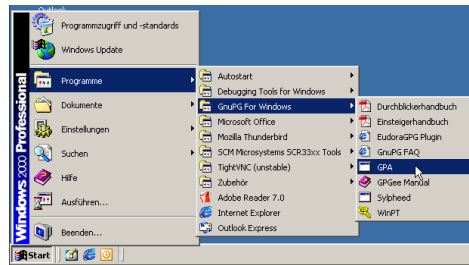 Outlook
Programmzugriff und -standards
Windows Update
Programme
Dokumente
Einstellungen
Suchen
Hilfe
Ausführen...
Beenden...
Windows 2000 Professional
Start
Autostart
Debugging Tools for Windows
GnuPG For Windows
Microsoft Office
Mozilla Thunderbird
SCM Microsystems SCR33xx Tools
TightVNC (unstable)
Zubehör
Adobe Reader 7.0
Internet Explorer
Outlook Express
Durchblickerhandbuch
Einsteigerhandbuch
EudoraGPG Plugin
GnuPG FAQ
GPA
GPGee Manual
Sylpheed
WinPT